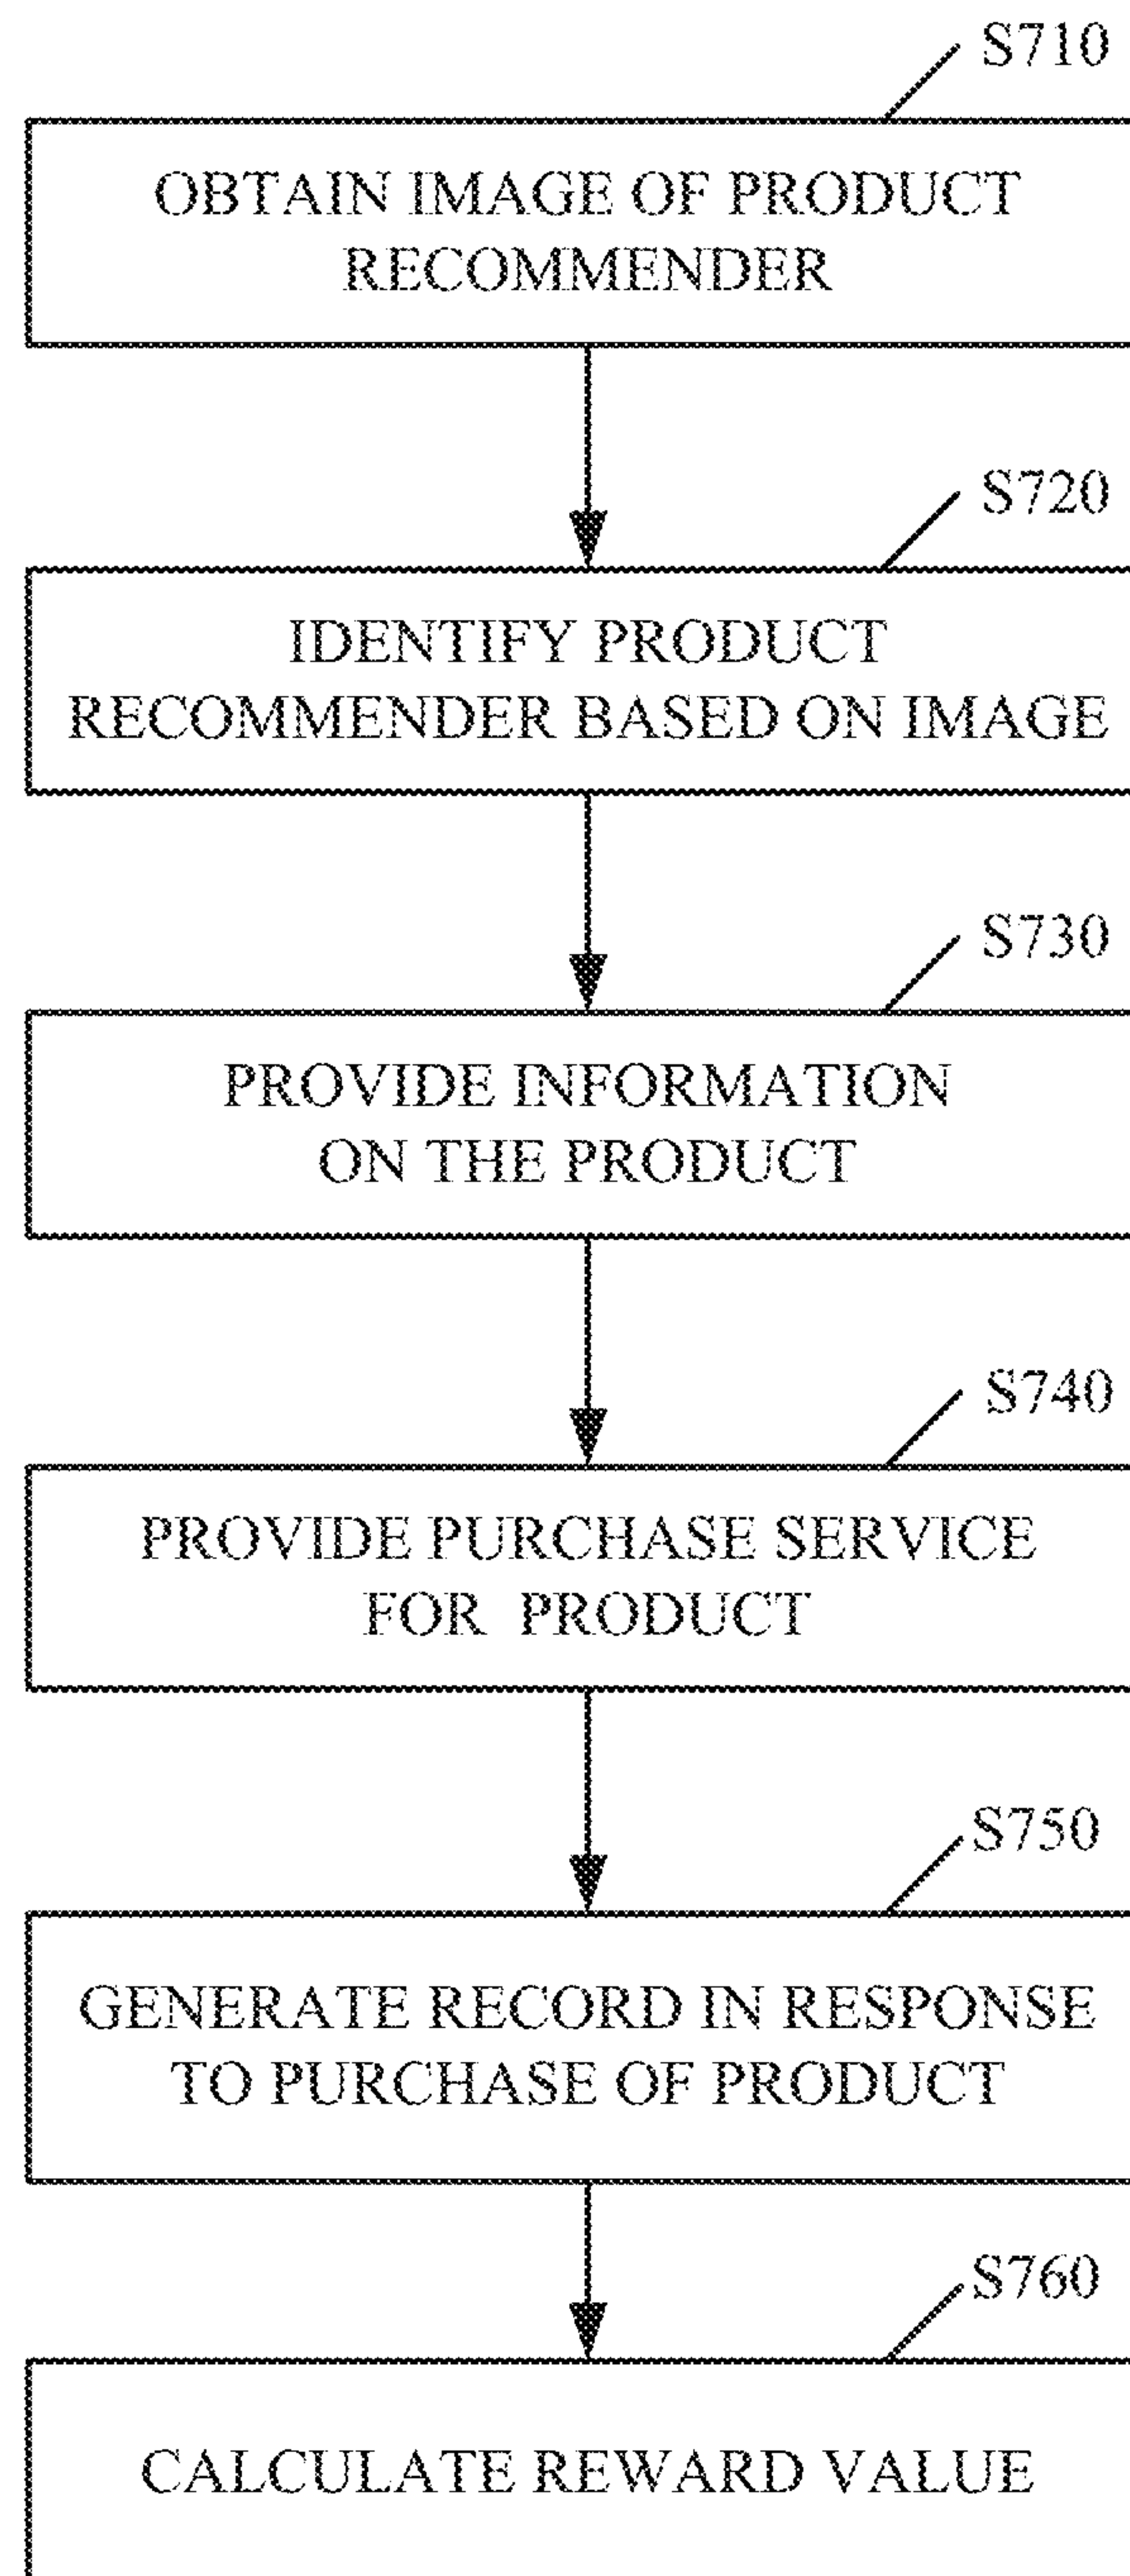 S710
OBTAIN IMAGE OF PRODUCT
RECOMMENDER
S720
IDENTIFY PRODUCT
RECOMMENDER BASED ON IMAGE
S730
PROVIDE INFORMATION
ON THE PRODUCT
S740
PROVIDE PURCHASE SERVICE
FOR PRODUCT
S750
GENERATE RECORD IN RESPONSE
TO PURCHASE OF PRODUCT
S760
CALCULATE REWARD VALUE